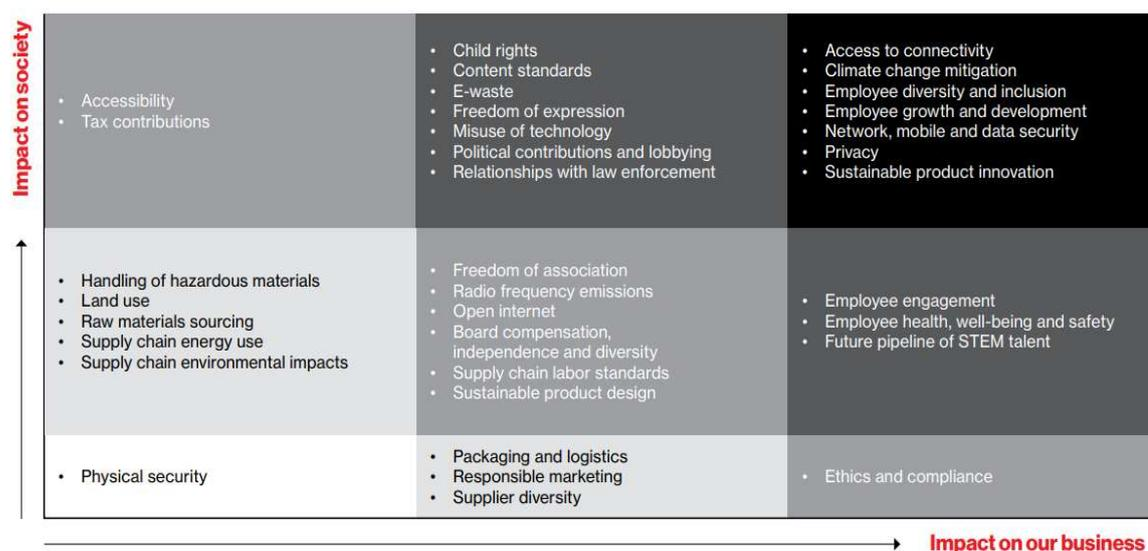 Impact on society
• Accessibility
• Tax contributions
• Child rights
• Content standards
• E-waste
• Freedom of expression
• Misuse of technology
• Political contributions and lobbying
• Relationships with law enforcement
• Access to connectivity
• Climate change mitigation
• Employee diversity and inclusion
• Employee growth and development
• Network, mobile and data security
• Privacy
• Sustainable product innovation
• Handling of hazardous materials
• Land use
• Raw materials sourcing
• Supply chain energy use
• Supply chain environmental impacts
• Freedom of association
• Radio frequency emissions
• Open internet
• Board compensation,
independence and diversity
• Supply chain labor standards
• Sustainable product design
• Employee engagement
• Employee health, well-being and safety
• Future pipeline of STEM talent
• Physical security
• Packaging and logistics
• Responsible marketing
• Supplier diversity
• Ethics and compliance
Impact on our business